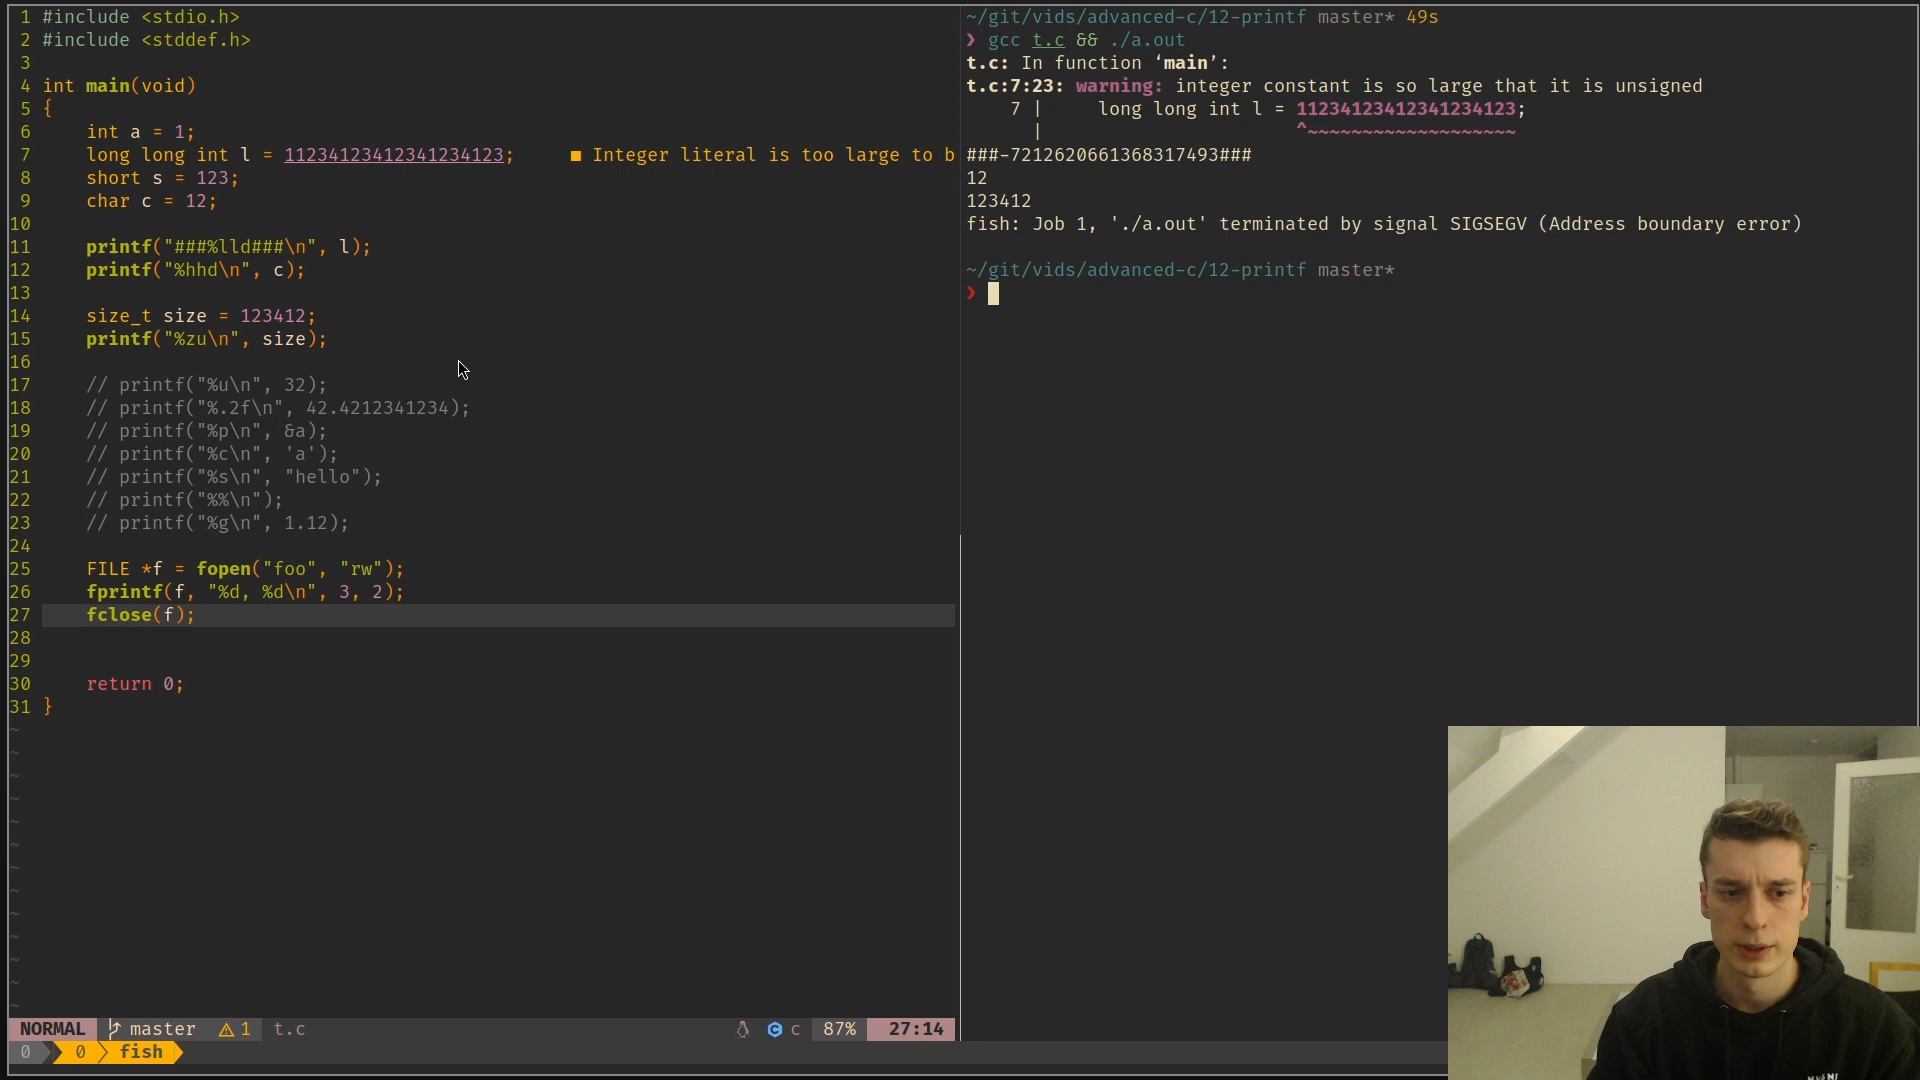 1 #include <stdio.h>
2 #include <stddef.h>
3
4 int main(void)
5 {
6     int a = 1;
7     long long int l = 11234123412341234123;     ■ Integer literal is too large to b
8     short s = 123;
9     char c = 12;
10
11     printf("###%lld###\n", l);
12     printf("%hhd\n", c);
13
14     size_t size = 123412;
15     printf("%zu\n", size);
16
17     // printf("%u\n", 32);
18     // printf("%.2f\n", 42.4212341234);
19     // printf("%p\n", &a);
20     // printf("%c\n", 'a');
21     // printf("%s\n", "hello");
22     // printf("%%\n");
23     // printf("%g\n", 1.12);
24
25     FILE *f = fopen("foo", "rw");
26     fprintf(f, "%d, %d\n", 3, 2);
27     fclose(f);
28
29
30     return 0;
31 }
~
~
~
~
~
~
~
~
~
~
~
~
~
NORMAL master ⚠ 1 t.c c 87% 27:14
0 0 fish
~/git/vids/advanced-c/12-printf master* 49s
❯ gcc t.c && ./a.out
t.c: In function ‘main’:
t.c:7:23: warning: integer constant is so large that it is unsigned
    7 |     long long int l = 11234123412341234123;
      |                       ^~~~~~~~~~~~~~~~~~~~
###-7212620661368317493###
12
123412
fish: Job 1, './a.out' terminated by signal SIGSEGV (Address boundary error)
~/git/vids/advanced-c/12-printf master*
❯